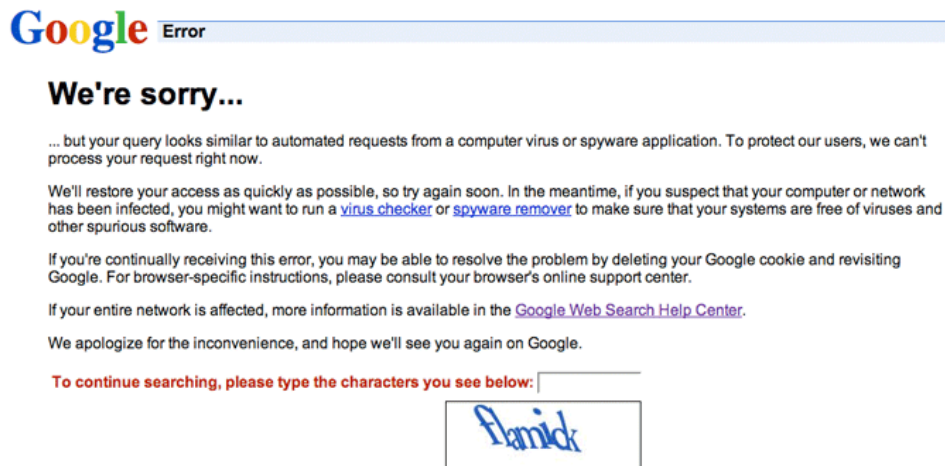 Google Error
We're sorry...
... but your query looks similar to automated requests from a computer virus or spyware application. To protect our users, we can't
process your request right now.
We'll restore your access as quickly as possible, so try again soon. In the meantime, if you suspect that your computer or network
has been infected, you might want to run a virus checker or spyware remover to make sure that your systems are free of viruses and
other spurious software.
If you're continually receiving this error, you may be able to resolve the problem by deleting your Google cookie and revisiting
Google. For browser-specific instructions, please consult your browser's online support center.
If your entire network is affected, more information is available in the Google Web Search Help Center.
We apologize for the inconvenience, and hope we'll see you again on Google.
To continue searching, please type the characters you see below:
flamick